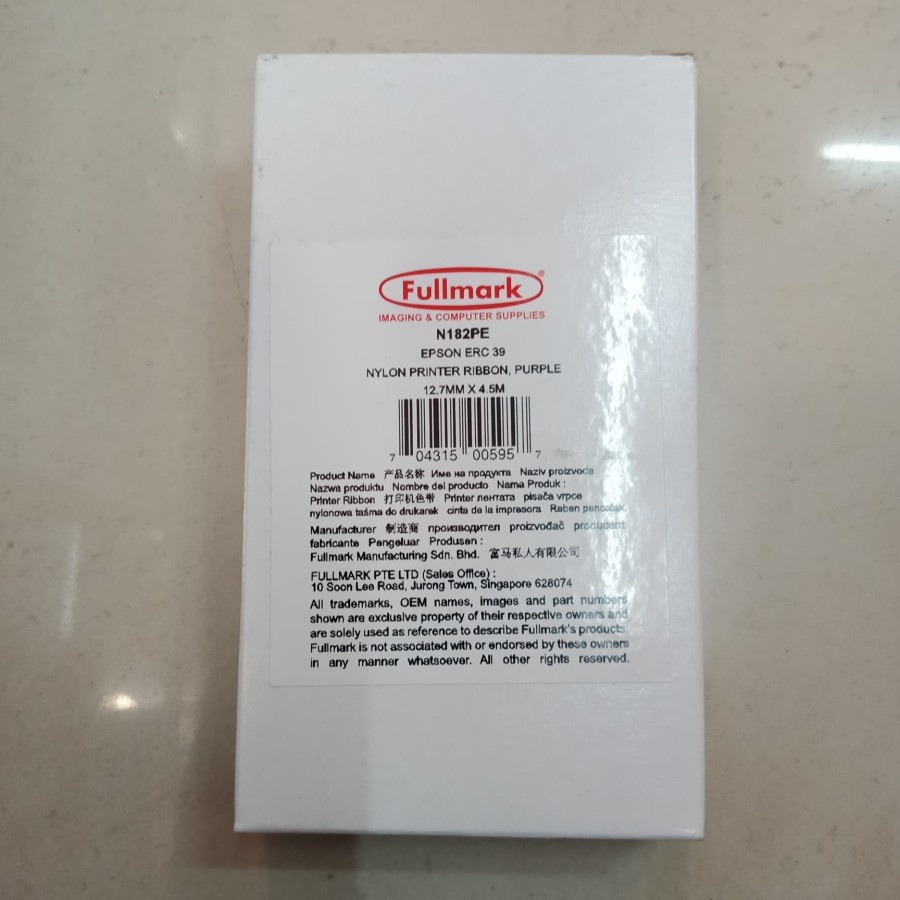 Fullmark®
IMAGING & COMPUTER SUPPLIES
N182PE
EPSON ERC 39
NYLON PRINTER RIBBON, PURPLE
12.7MM X 4.5M
7 04315 00595 7
Product Name 产品名称 Име на продукта Naziv proizvoda
Nazwa produktu Nombre del producto Nama Produk :
Printer Ribbon 打印机色带 Printer лентата pisača vrpce
nylonowa taśma do drukarek cinta de la impresora Reben pencetak
Manufacturer 制造商 производител proizvođač producent
fabricante Pengeluar Produsen :
Fullmark Manufacturing Sdn. Bhd. 富马私人有限公司
FULLMARK PTE LTD (Sales Office) :
10 Soon Lee Road, Jurong Town, Singapore 628074
All trademarks, OEM names, images and part numbers
shown are exclusive property of their respective owners and
are solely used as reference to describe Fullmark's products.
Fullmark is not associated with or endorsed by these owners
in any manner whatsoever. All other rights reserved.